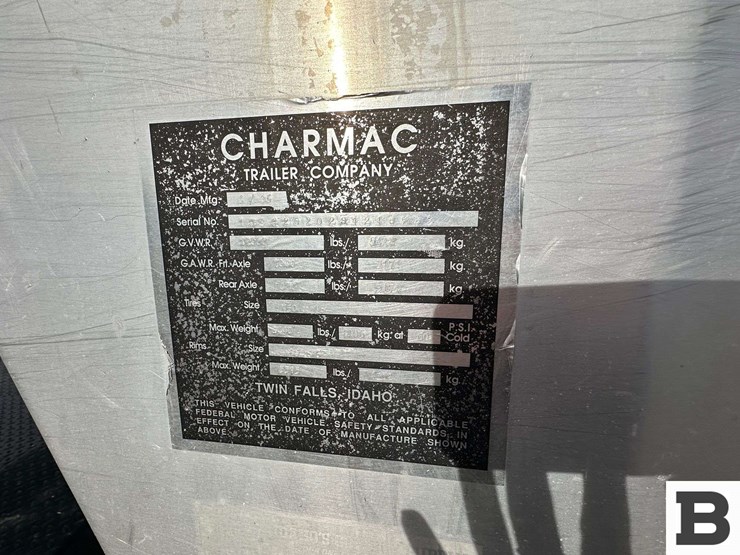 CHARMAC
TRAILER COMPANY
Date Mfg.
Serial No.
G.V.W.R. lbs./ kg.
G.A.W.R. Frt. Axle lbs./ kg.
Rear Axle lbs./ kg.
Tires Size
Max. Weight lbs./ kg. at P.S.I. Cold
Rims Size
Max. Weight lbs./ kg.
TWIN FALLS, IDAHO
THIS VEHICLE CONFORMS TO ALL APPLICABLE
FEDERAL MOTOR VEHICLE SAFETY STANDARDS IN
EFFECT ON THE DATE OF MANUFACTURE SHOWN
ABOVE
B